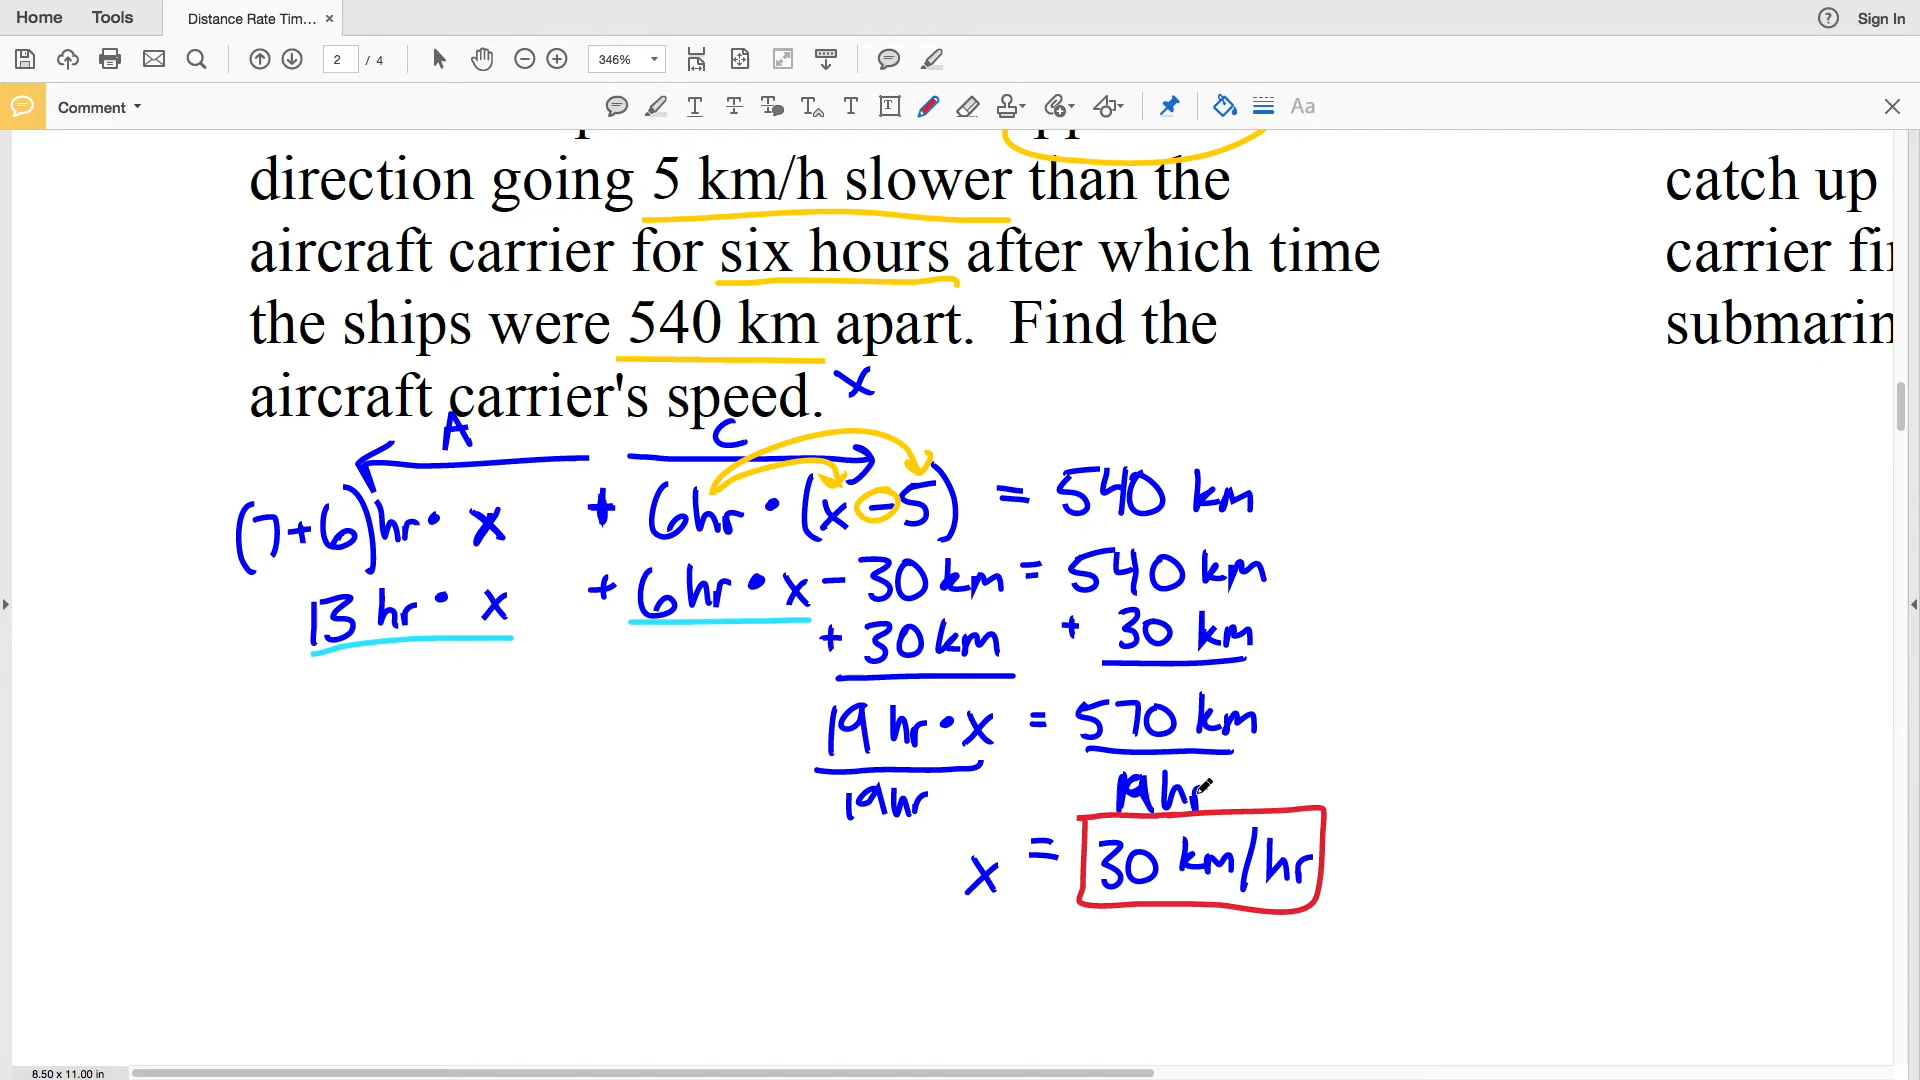 Home Tools Distance Rate Tim... × Sign In
2 / 4 346%
Comment
direction going 5 km/h slower than the
aircraft carrier for six hours after which time
the ships were 540 km apart. Find the
aircraft carrier's speed. x
A C
(7+6)hr • x + 6hr • (x - 5) = 540 km
13 hr • x + 6hr • x - 30 km = 540 km
+ 30 km + 30 km
19 hr • x = 570 km
19hr 19hr
x = 30 km/hr
catch up
carrier
submarin
8.50 x 11.00 in